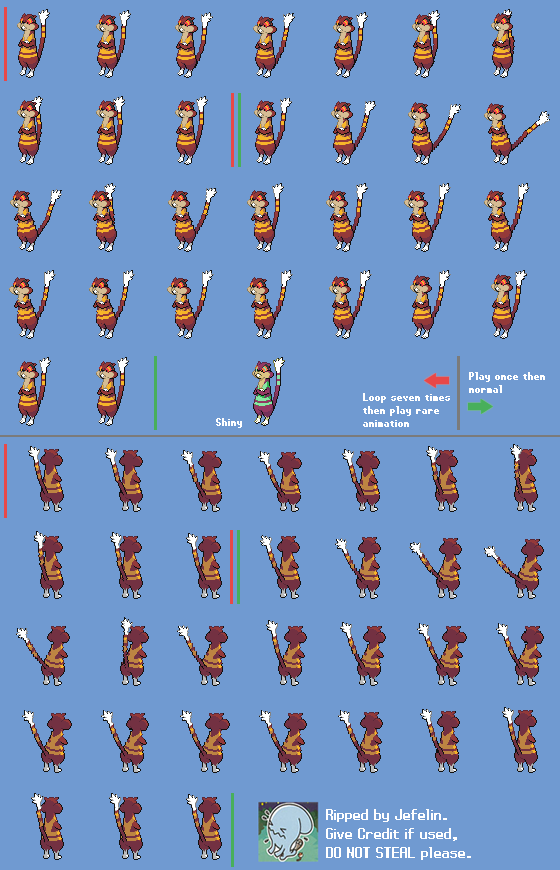 Shiny
Loop seven times
then play rare
animation
Play once then
normal
Ripped by Jefelin.
Give Credit if used,
DO NOT STEAL please.